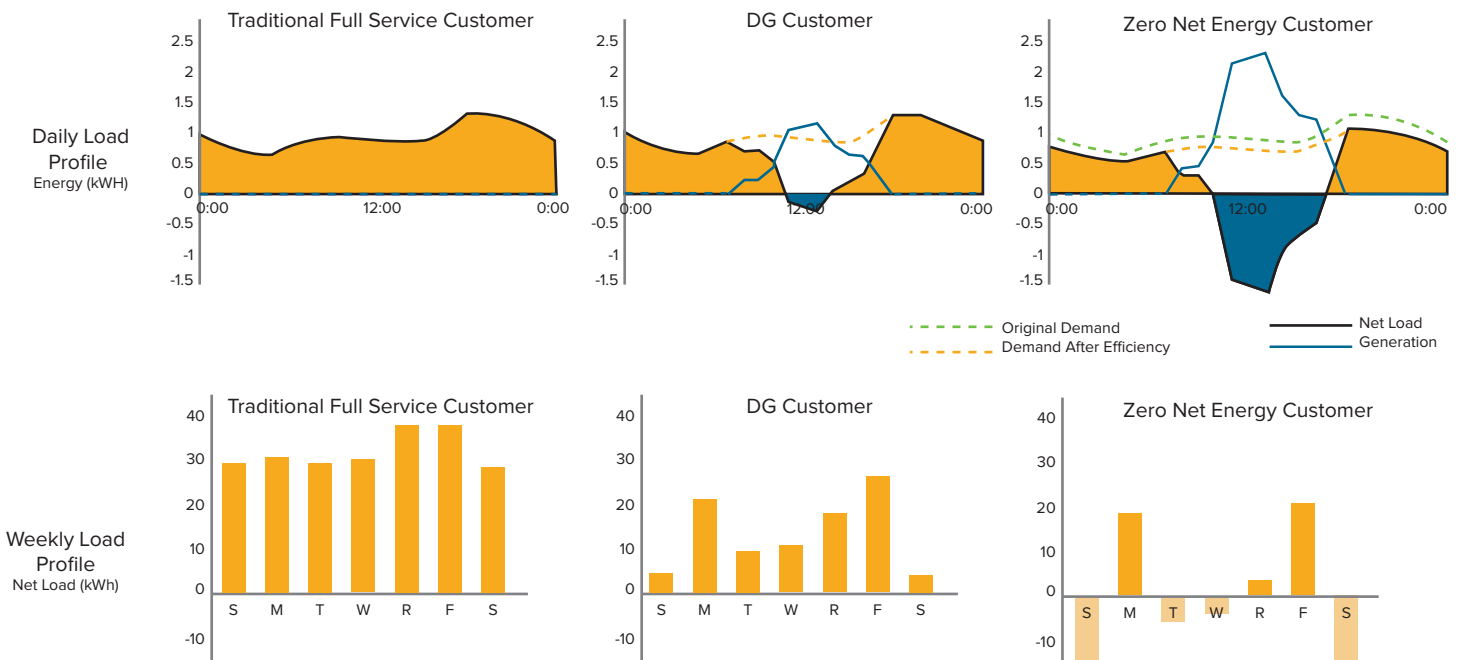 Traditional Full Service Customer
DG Customer
Zero Net Energy Customer
Daily Load
Profile
Energy (kWH)
2.5
2
1.5
1
0.5
0
-0.5
-1
-1.5
0:00
12:00
0:00
2.5
2
1.5
1
0.5
0
-0.5
-1
-1.5
0:00
12:00
0:00
2.5
2
1.5
1
0.5
0
-0.5
-1
-1.5
0:00
12:00
0:00
Original Demand
Demand After Efficiency
Net Load
Generation
Traditional Full Service Customer
DG Customer
Zero Net Energy Customer
Weekly Load
Profile
Net Load (kWh)
40
30
20
10
0
-10
S M T W R F S
40
30
20
10
0
-10
S M T W R F S
40
30
20
10
0
-10
S M T W R F S